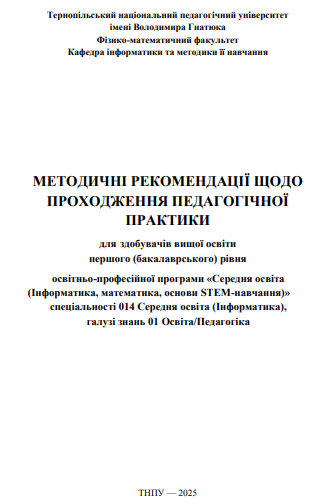 Тернопільський національний педагогічний університет
імені Володимира Гнатюка
Фізико-математичний факультет
Кафедра інформатики та методики її навчання
МЕТОДИЧНІ РЕКОМЕНДАЦІЇ ЩОДО
ПРОХОДЖЕННЯ ПЕДАГОГІЧНОЇ
ПРАКТИКИ
для здобувачів вищої освіти
першого (бакалаврського) рівня
освітньо-професійної програми «Середня освіта
(Інформатика, математика, основи STEM-навчання)»
спеціальності 014 Середня освіта (Інформатика),
галузі знань 01 Освіта/Педагогіка
ТНПУ — 2025